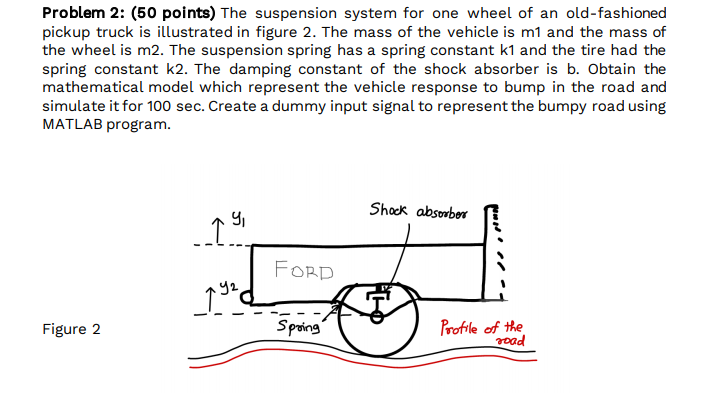 Problem 2: (50 points) The suspension system for one wheel of an old-fashioned
pickup truck is illustrated in figure 2. The mass of the vehicle is m1 and the mass of
the wheel is m2. The suspension spring has a spring constant k1 and the tire had the
spring constant k2. The damping constant of the shock absorber is b. Obtain the
mathematical model which represent the vehicle response to bump in the road and
simulate it for 100 sec. Create a dummy input signal to represent the bumpy road using
MATLAB program.
Shock absorber
y1
FORD
y2
Figure 2
Spring
Profile of the
road